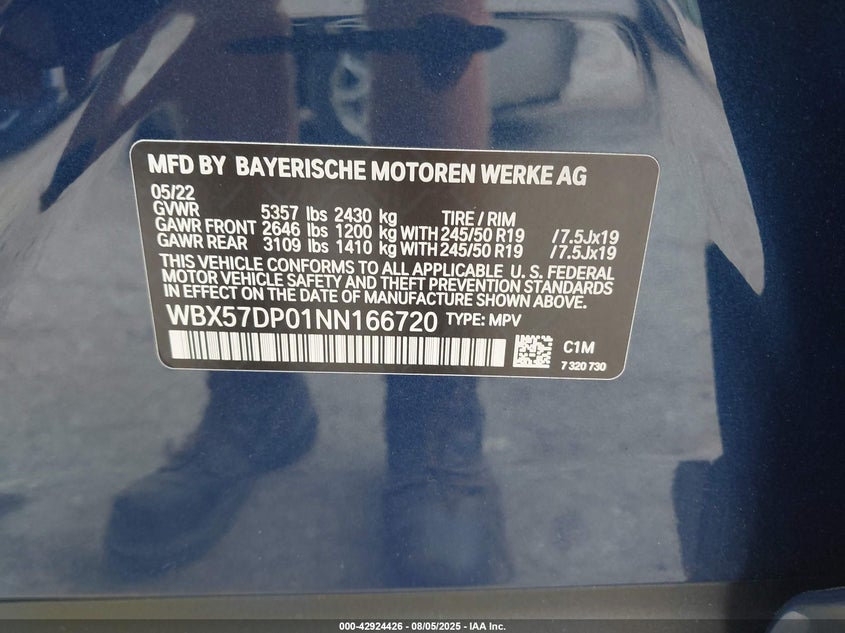 MFD BY BAYERISCHE MOTOREN WERKE AG
05/22
GVWR 5357 lbs 2430 kg TIRE / RIM
GAWR FRONT 2646 lbs 1200 kg WITH 245/50 R19 /7.5Jx19
GAWR REAR 3109 lbs 1410 kg WITH 245/50 R19 /7.5Jx19
THIS VEHICLE CONFORMS TO ALL APPLICABLE U. S. FEDERAL
MOTOR VEHICLE SAFETY AND THEFT PREVENTION STANDARDS
IN EFFECT ON THE DATE OF MANUFACTURE SHOWN ABOVE.
WBX57DP01NN166720 TYPE: MPV
C1M
7 320 730
000-42924426 - 08/05/2025 - IAA Inc.